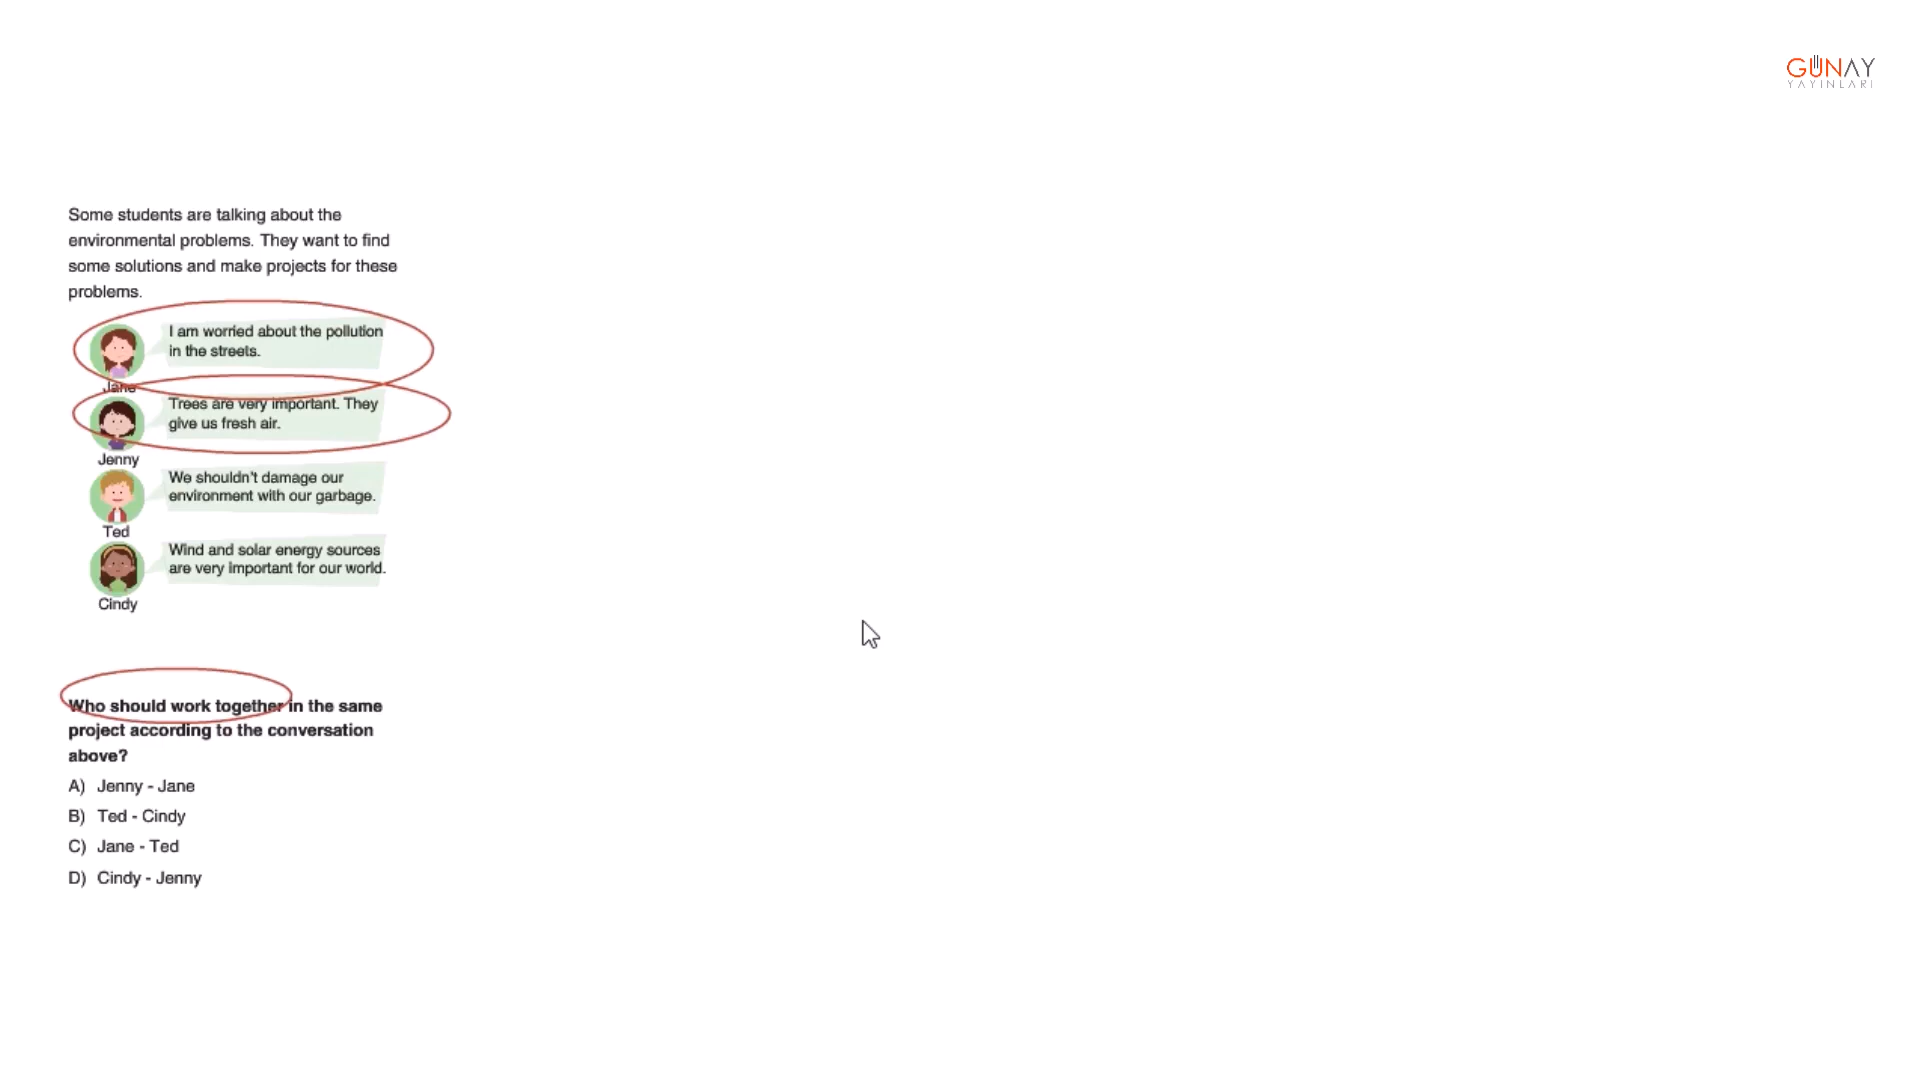 GÜNAY
YAYINLARI
Some students are talking about the
environmental problems. They want to find
some solutions and make projects for these
problems.
I am worried about the pollution
in the streets.
Jane
Trees are very important. They
give us fresh air.
Jenny
We shouldn't damage our
environment with our garbage.
Ted
Wind and solar energy sources
are very important for our world.
Cindy
Who should work together in the same
project according to the conversation
above?
A) Jenny - Jane
B) Ted - Cindy
C) Jane - Ted
D) Cindy - Jenny